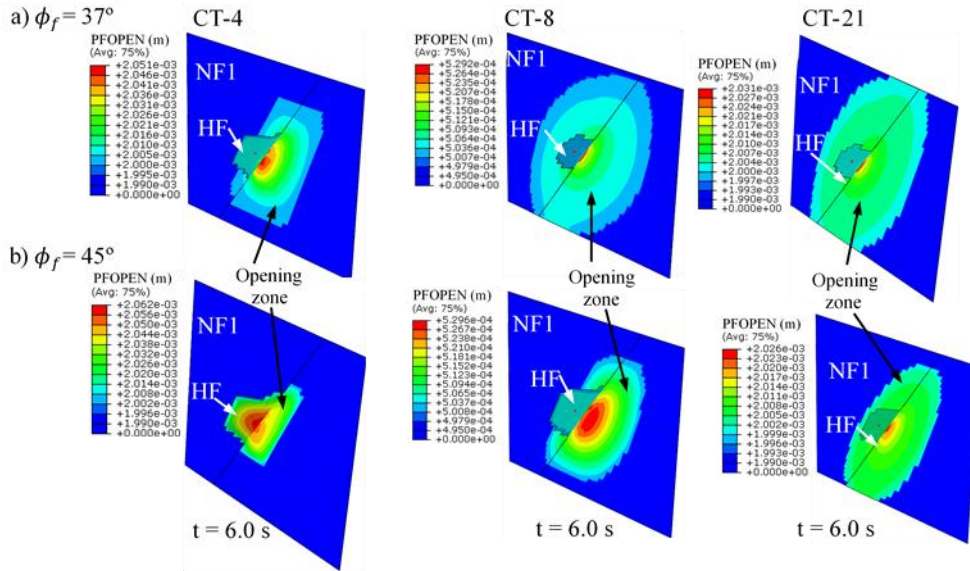 a) ϕf = 37º
CT-4
CT-8
CT-21
PFOPEN (m)
(Avg: 75%)
+2.051e-03
+2.046e-03
+2.041e-03
+2.036e-03
+2.031e-03
+2.026e-03
+2.021e-03
+2.016e-03
+2.010e-03
+2.005e-03
+2.000e-03
+1.995e-03
+1.990e-03
+0.000e+00
NF1
HF
PFOPEN (m)
(Avg: 75%)
+5.292e-04
+5.264e-04
+5.235e-04
+5.207e-04
+5.178e-04
+5.150e-04
+5.121e-04
+5.093e-04
+5.064e-04
+5.036e-04
+5.007e-04
+4.979e-04
+4.950e-04
+0.000e+00
NF1
HF
PFOPEN (m)
(Avg: 75%)
+2.031e-03
+2.027e-03
+2.024e-03
+2.020e-03
+2.017e-03
+2.014e-03
+2.010e-03
+2.007e-03
+2.003e-03
+2.000e-03
+1.997e-03
+1.993e-03
+1.990e-03
+0.000e+00
NF1
HF
b) ϕf = 45º
Opening
zone
Opening
zone
Opening
zone
PFOPEN (m)
(Avg: 75%)
+2.062e-03
+2.056e-03
+2.050e-03
+2.044e-03
+2.038e-03
+2.032e-03
+2.026e-03
+2.020e-03
+2.014e-03
+2.008e-03
+2.002e-03
+1.996e-03
+1.990e-03
+0.000e+00
NF1
HF
PFOPEN (m)
(Avg: 75%)
+5.296e-04
+5.267e-04
+5.238e-04
+5.210e-04
+5.181e-04
+5.152e-04
+5.123e-04
+5.094e-04
+5.065e-04
+5.037e-04
+5.008e-04
+4.979e-04
+4.950e-04
+0.000e+00
NF1
HF
PFOPEN (m)
(Avg: 75%)
+2.026e-03
+2.023e-03
+2.020e-03
+2.017e-03
+2.014e-03
+2.011e-03
+2.008e-03
+2.005e-03
+2.002e-03
+1.999e-03
+1.996e-03
+1.993e-03
+1.990e-03
+0.000e+00
NF1
HF
t = 6.0 s
t = 6.0 s
t = 6.0 s